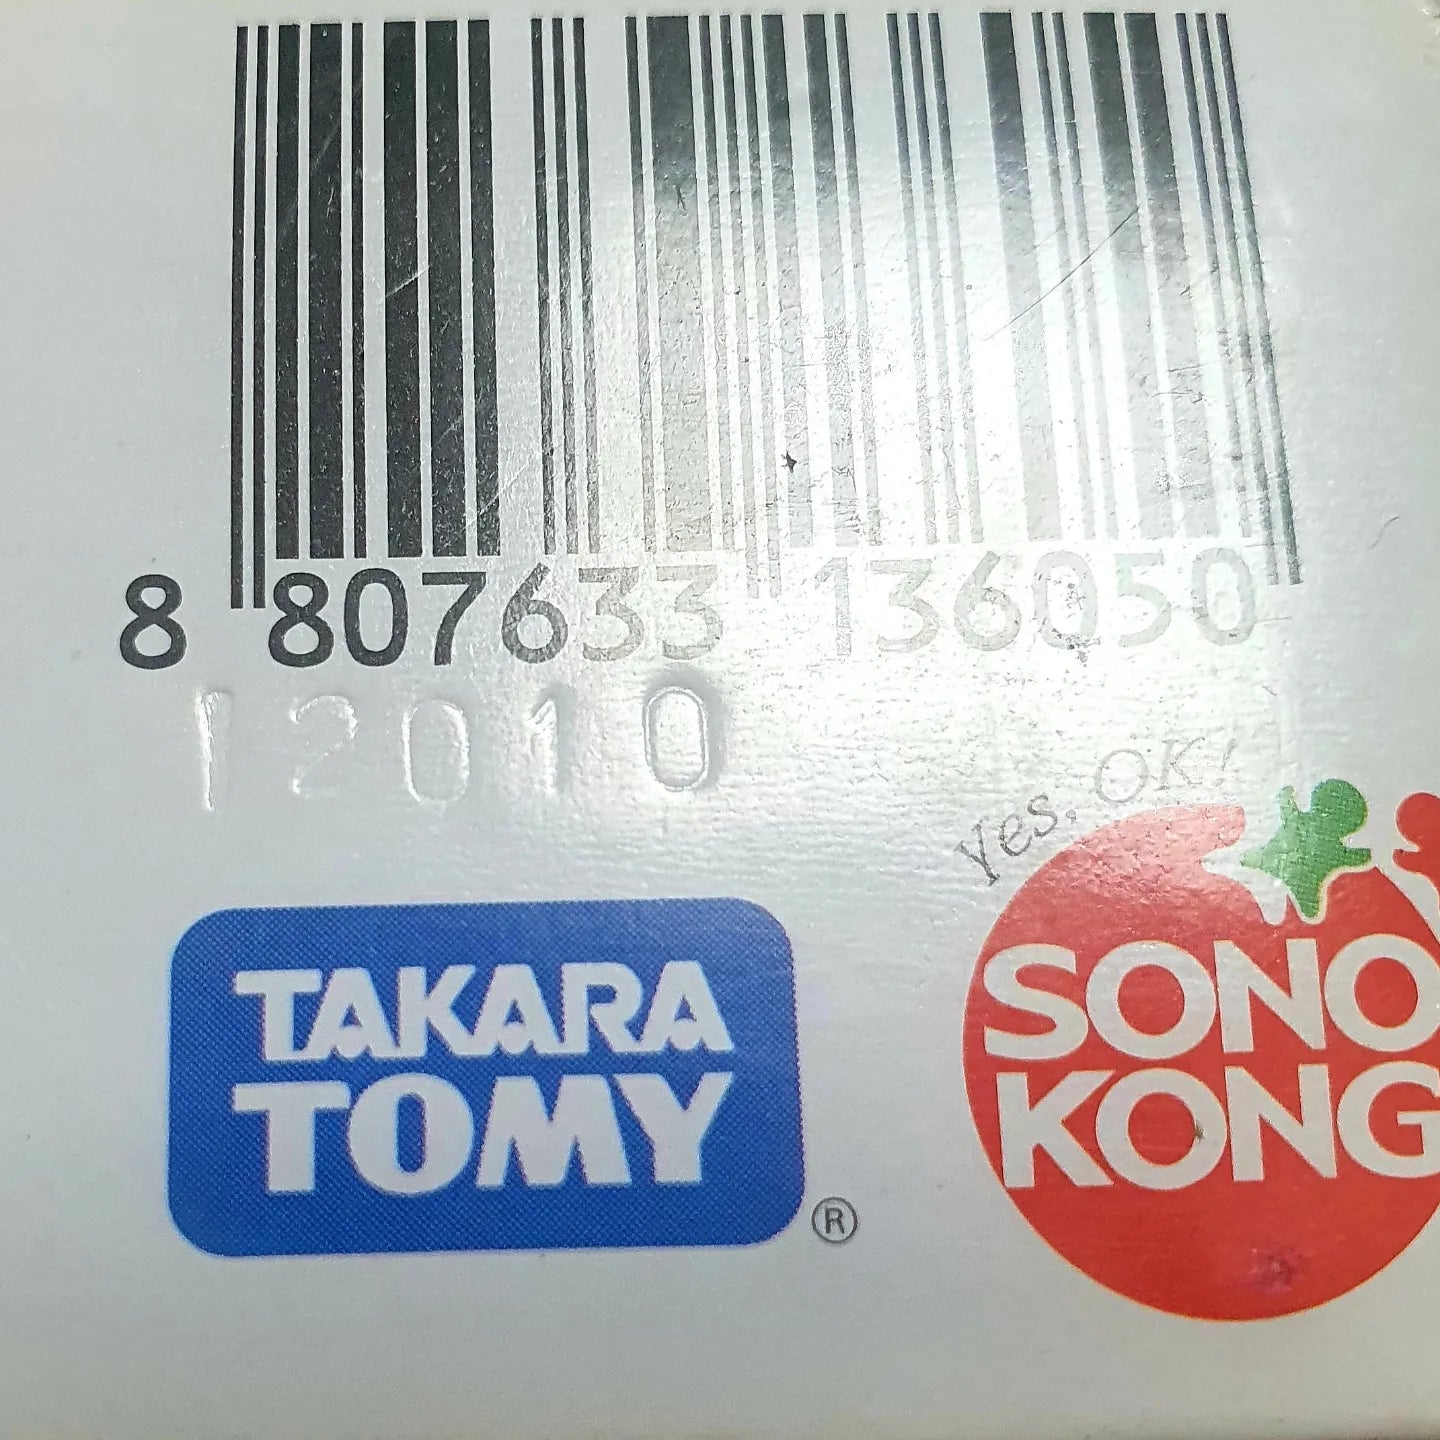 8 807633 136050
12010
Yes, OK!
TAKARA
TOMY
®
SONO
KONG